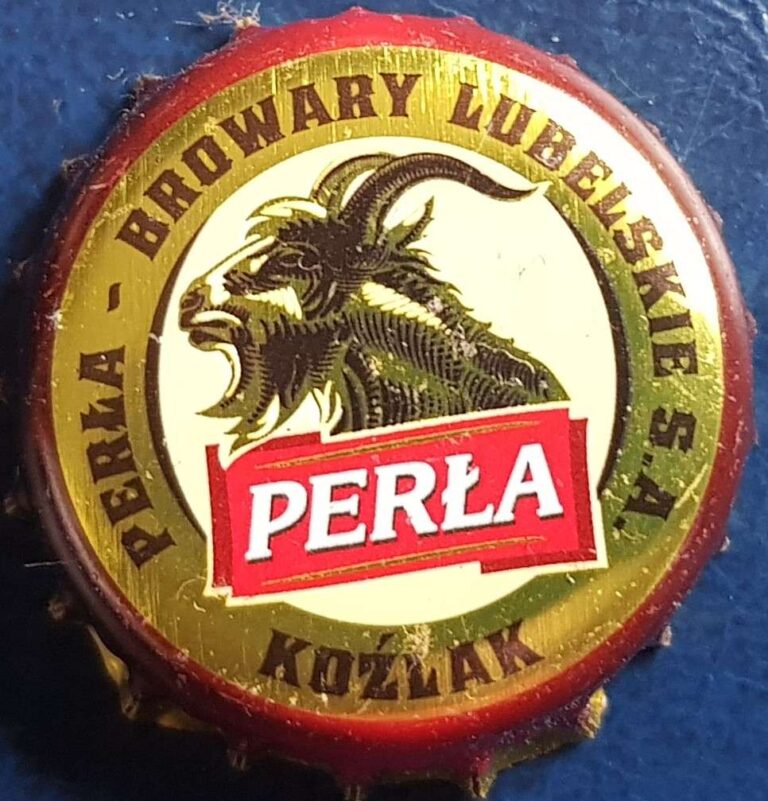 PERŁA - BROWARY LUBELSKIE S.A.
PERŁA
KOŹLAK